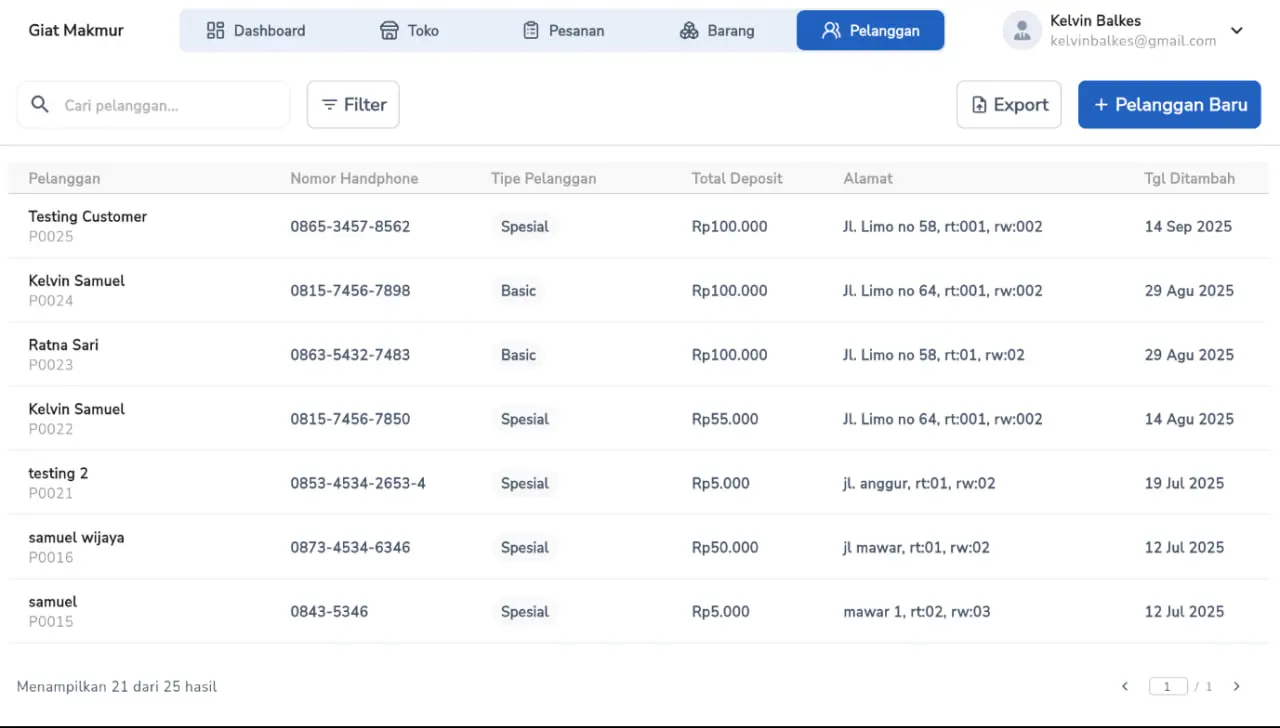 Giat Makmur
Dashboard
Toko
Pesanan
Barang
Pelanggan
Kelvin Balkes
kelvinbalkes@gmail.com
Cari pelanggan...
Filter
Export
+ Pelanggan Baru
Pelanggan Nomor Handphone Tipe Pelanggan Total Deposit Alamat Tgl Ditambah
Testing Customer
P0025
0865-3457-8562 Spesial Rp100.000 Jl. Limo no 58, rt:001, rw:002 14 Sep 2025
Kelvin Samuel
P0024
0815-7456-7898 Basic Rp100.000 Jl. Limo no 64, rt:001, rw:002 29 Agu 2025
Ratna Sari
P0023
0863-5432-7483 Basic Rp100.000 Jl. Limo no 58, rt:01, rw:02 29 Agu 2025
Kelvin Samuel
P0022
0815-7456-7850 Spesial Rp55.000 Jl. Limo no 64, rt:001, rw:002 14 Agu 2025
testing 2
P0021
0853-4534-2653-4 Spesial Rp5.000 jl. anggur, rt:01, rw:02 19 Jul 2025
samuel wijaya
P0016
0873-4534-6346 Spesial Rp50.000 jl mawar, rt:01, rw:02 12 Jul 2025
samuel
P0015
0843-5346 Spesial Rp5.000 mawar 1, rt:02, rw:03 12 Jul 2025
Menampilkan 21 dari 25 hasil
1 / 1